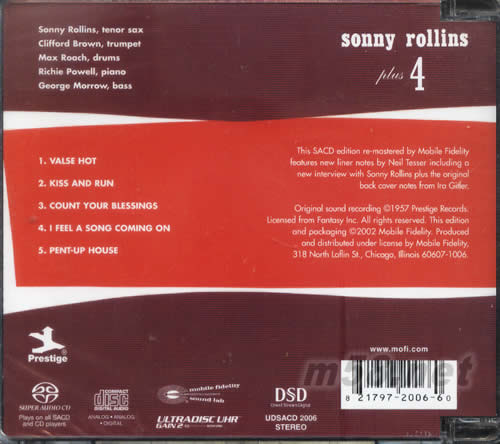 Sonny Rollins, tenor sax
Clifford Brown, trumpet
Max Roach, drums
Richie Powell, piano
George Morrow, bass
sonny rollins
plus 4
1. VALSE HOT
2. KISS AND RUN
3. COUNT YOUR BLESSINGS
4. I FEEL A SONG COMING ON
5. PENT-UP HOUSE
This SACD edition re-mastered by Mobile Fidelity
features new liner notes by Neil Tesser including a
new interview with Sonny Rollins plus the original
back cover notes from Ira Gitler.
Original sound recording ©1957 Prestige Records.
Licensed from Fantasy Inc. All rights reserved. This edition
and packaging ©2002 Mobile Fidelity. Produced
and distributed under license by Mobile Fidelity,
318 North Laflin St., Chicago, Illinois 60607-1006.
Prestige
www.mofi.com
8 21797-2006-6 0
SUPER AUDIO CD
Plays on all SACD
and CD players
COMPACT
disc
DIGITAL AUDIO
ANALOG · ANALOG
· DIGITAL
mobile fidelity
sound lab
ULTRADISC UHR
GAIN 2
DSD
Direct Stream Digital
UDSACD 2006
STEREO